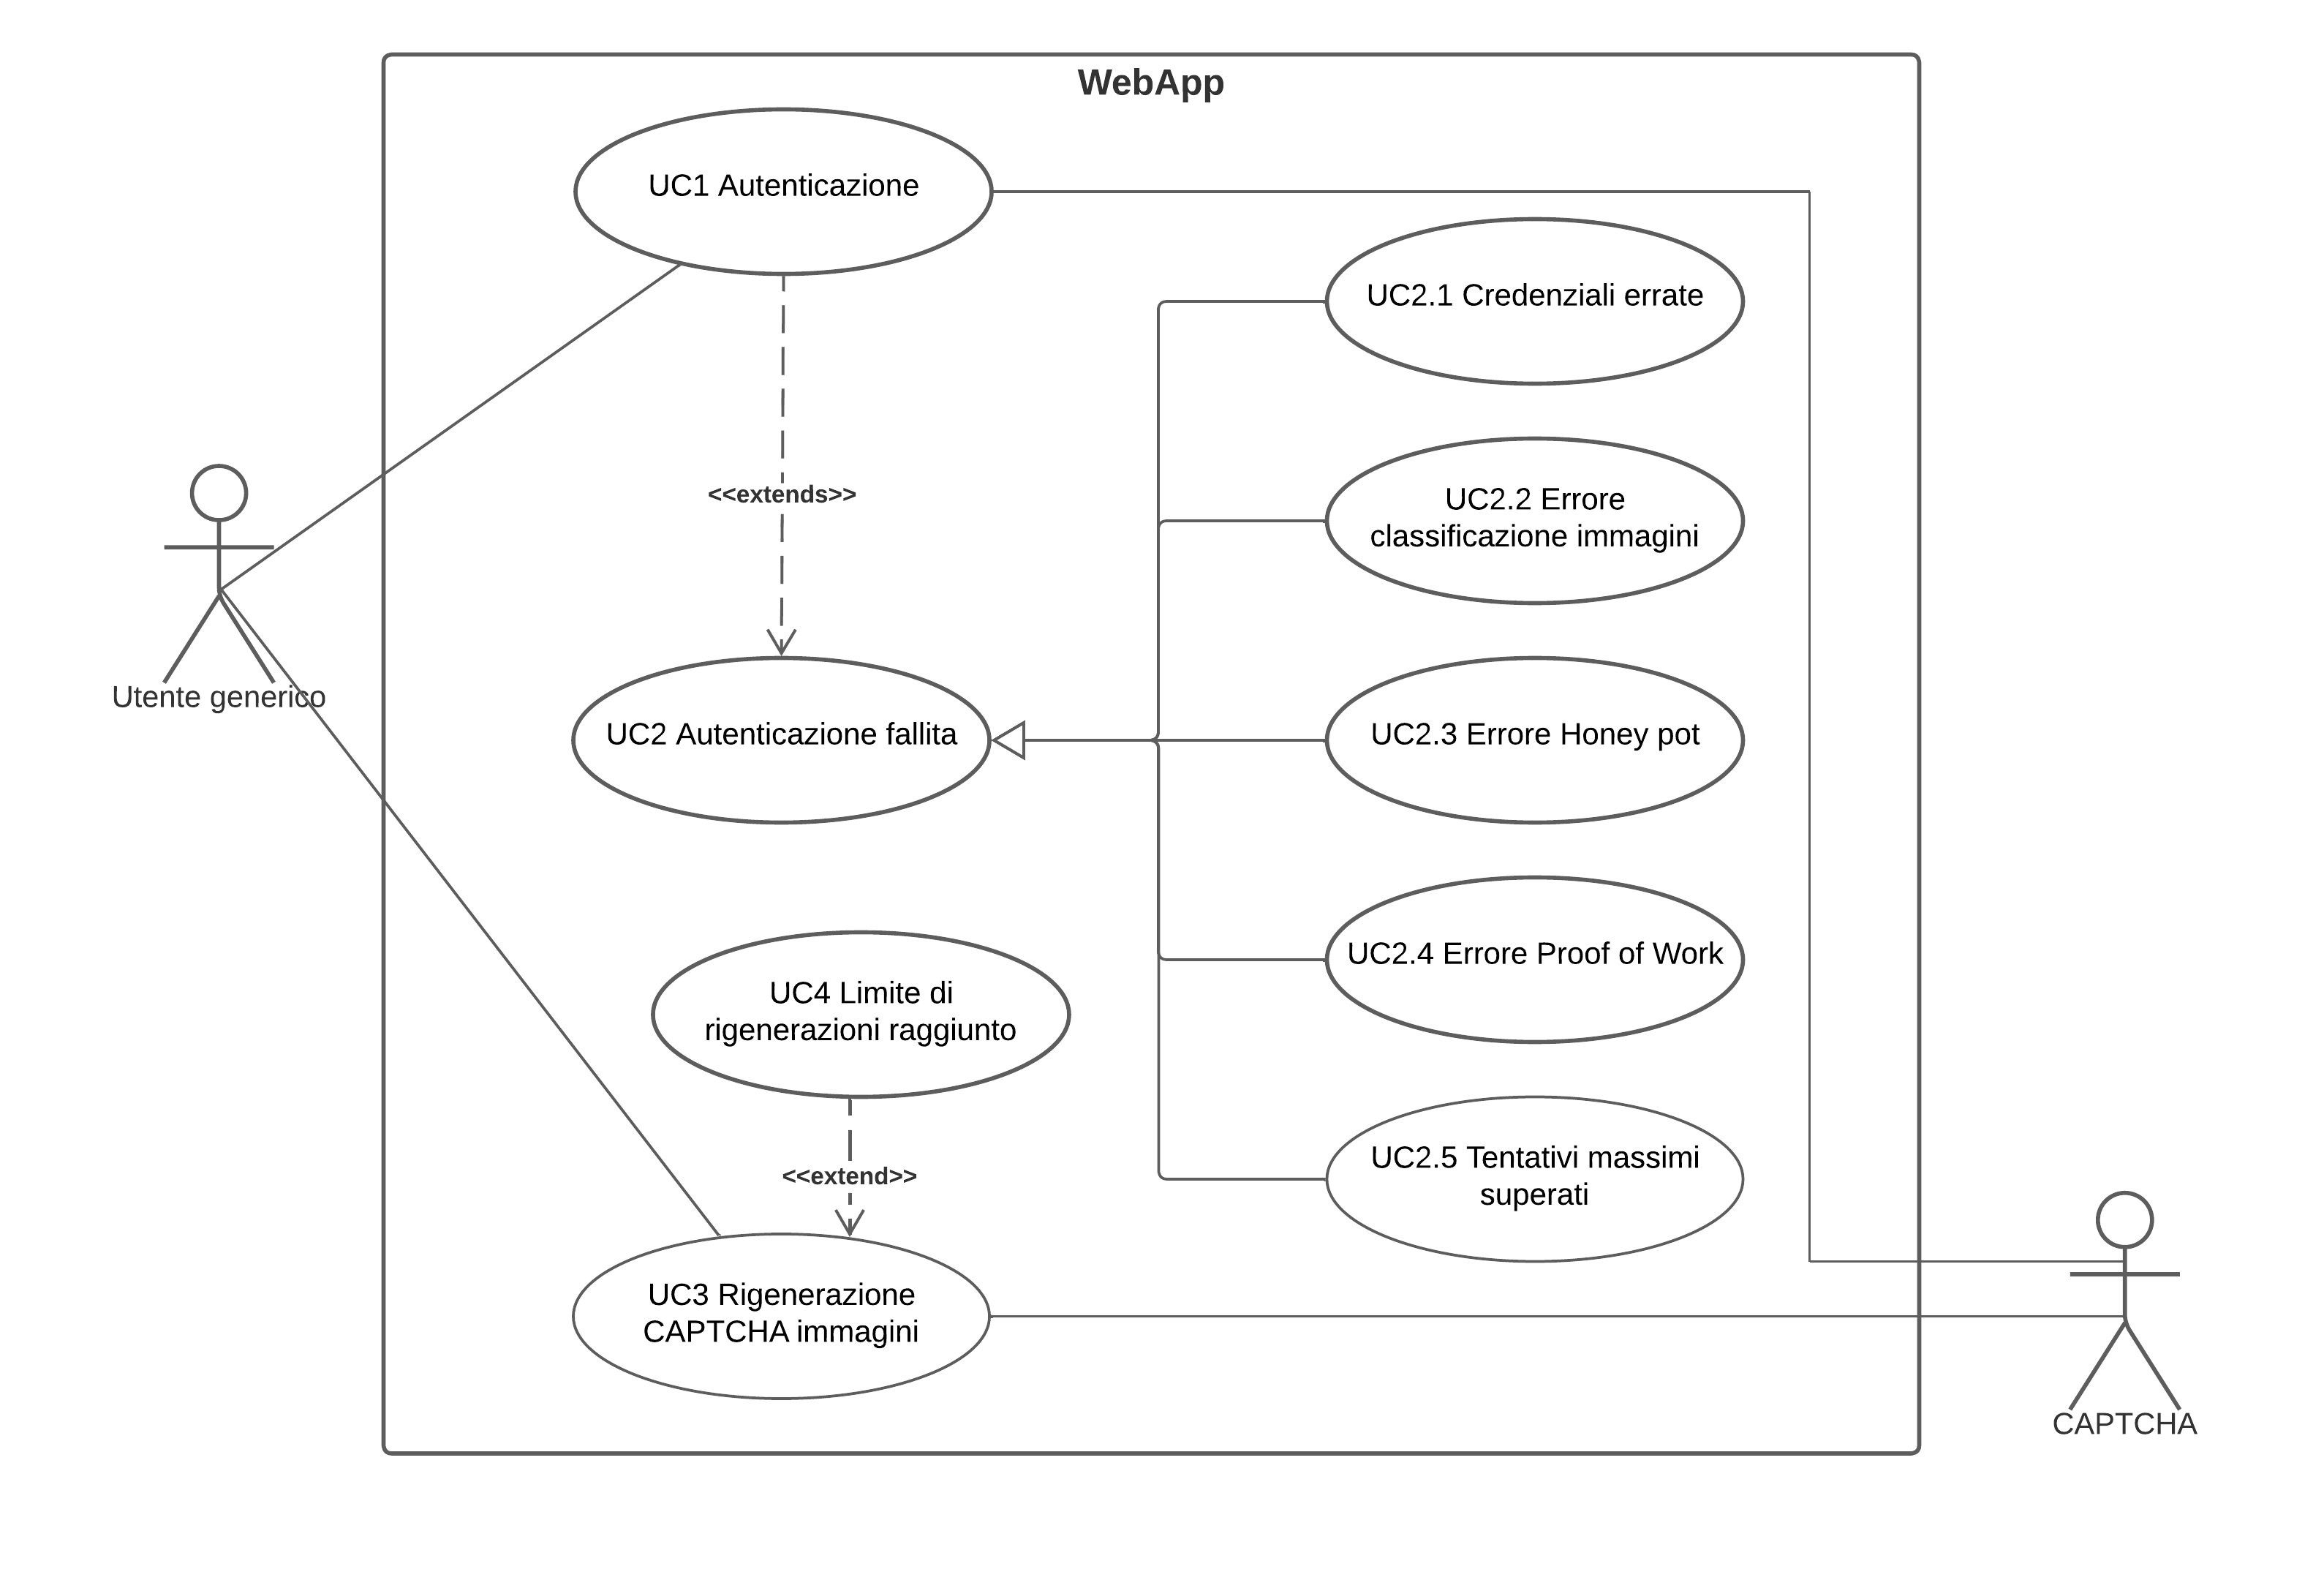 WebApp
UC1 Autenticazione
UC2.1 Credenziali errate
<<extends>>
UC2.2 Errore
classificazione immagini
Utente generico
UC2 Autenticazione fallita
UC2.3 Errore Honey pot
UC2.4 Errore Proof of Work
UC4 Limite di
rigenerazioni raggiunto
<<extend>>
UC2.5 Tentativi massimi
superati
UC3 Rigenerazione
CAPTCHA immagini
CAPTCHA